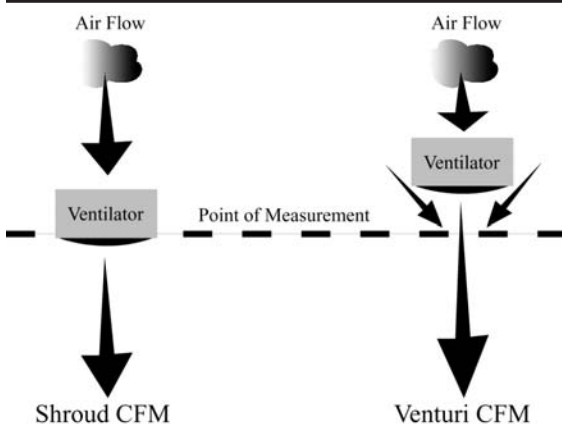 Air Flow
Air Flow
Ventilator
Ventilator
Point of Measurement
Shroud CFM
Venturi CFM